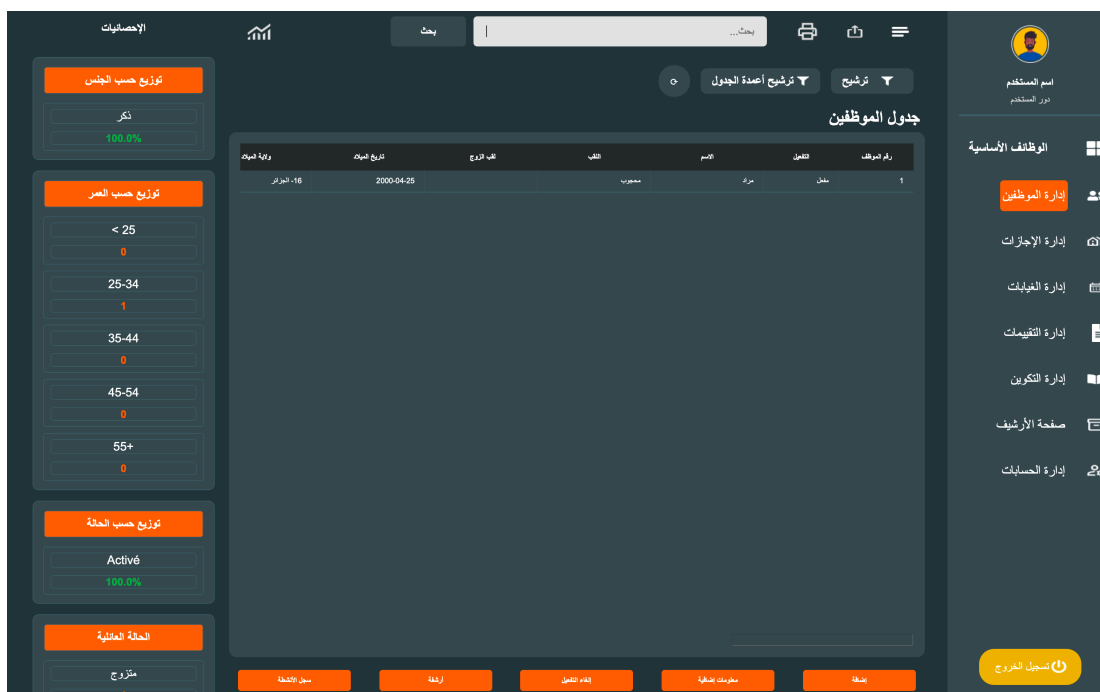 اسم المستخدم
دور المستخدم
الوظائف الأساسية
إدارة الموظفين
إدارة الإجازات
إدارة الغيابات
إدارة التقييمات
إدارة التكوين
صفحة الأرشيف
إدارة الحسابات
تسجيل الخروج
بحث...
بحث
ترشيح
ترشيح أعمدة الجدول
جدول الموظفين
رقم الموظف التفعيل الاسم اللقب لقب الزوج تاريخ الميلاد ولاية الميلاد
1 مفعل مراد محجوب 2000-04-25 16- الجزائر
إضافة
معلومات إضافية
إلغاء التفعيل
أرشفة
سجل الأنشطة
الإحصائيات
توزيع حسب الجنس
ذكر
100.0%
توزيع حسب العمر
< 25
0
25-34
1
35-44
0
45-54
0
55+
0
توزيع حسب الحالة
Activé
100.0%
الحالة العائلية
متزوج